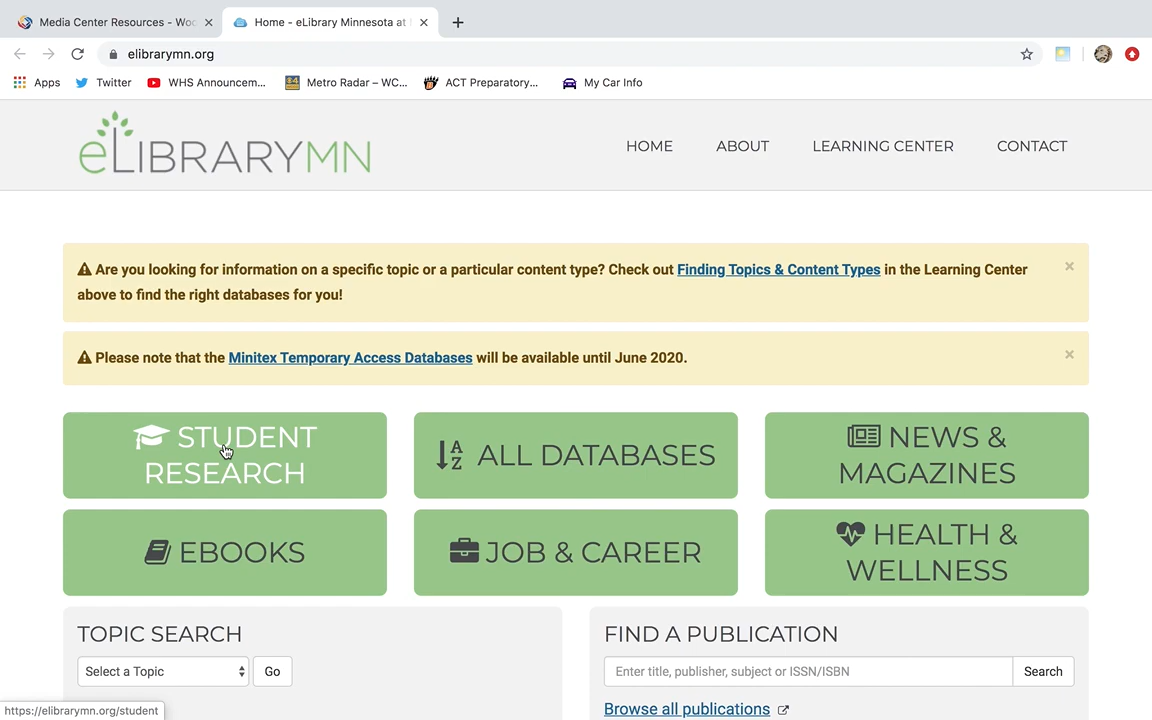 Media Center Resources - Woo
Home - eLibrary Minnesota at
elibrarymn.org
Apps Twitter WHS Announcem... Metro Radar – WC... ACT Preparatory... My Car Info
eLIBRARYMN
HOME ABOUT LEARNING CENTER CONTACT
Are you looking for information on a specific topic or a particular content type? Check out Finding Topics & Content Types in the Learning Center
above to find the right databases for you!
Please note that the Minitex Temporary Access Databases will be available until June 2020.
STUDENT
RESEARCH
ALL DATABASES
NEWS &
MAGAZINES
EBOOKS
JOB & CAREER
HEALTH &
WELLNESS
TOPIC SEARCH
Select a Topic Go
FIND A PUBLICATION
Enter title, publisher, subject or ISSN/ISBN Search
Browse all publications
https://elibrarymn.org/student